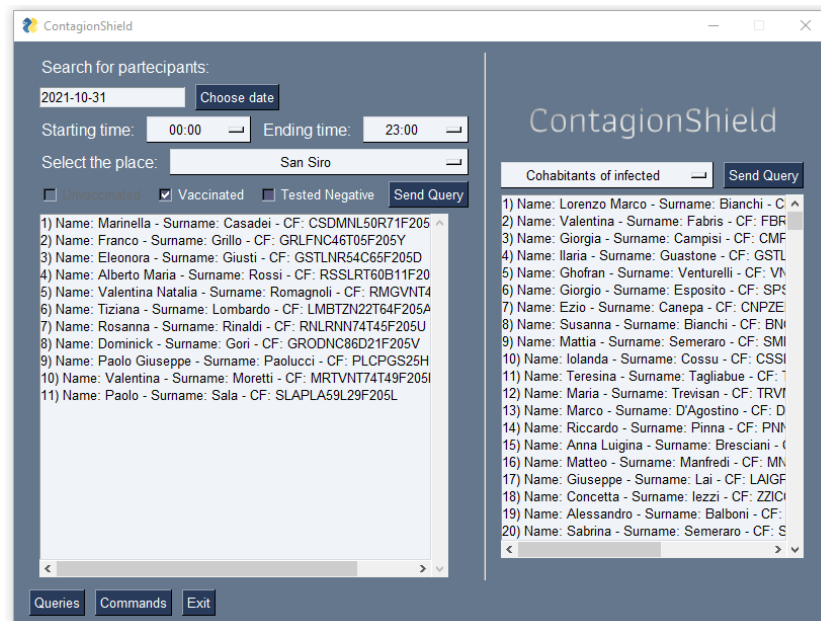 ContagionShield
Search for partecipants:
2021-10-31 Choose date
Starting time: 00:00 Ending time: 23:00
Select the place: San Siro
Unvaccinated Vaccinated Tested Negative Send Query
1) Name: Marinella - Surname: Casadei - CF: CSDMNL50R71F205
2) Name: Franco - Surname: Grillo - CF: GRLFNC46T05F205Y
3) Name: Eleonora - Surname: Giusti - CF: GSTLNR54C65F205D
4) Name: Alberto Maria - Surname: Rossi - CF: RSSLRT60B11F20
5) Name: Valentina Natalia - Surname: Romagnoli - CF: RMGVNT4
6) Name: Tiziana - Surname: Lombardo - CF: LMBTZN22T64F205A
7) Name: Rosanna - Surname: Rinaldi - CF: RNLRNN74T45F205U
8) Name: Dominick - Surname: Gori - CF: GRODNC86D21F205V
9) Name: Paolo Giuseppe - Surname: Paolucci - CF: PLCPGS25H
10) Name: Valentina - Surname: Moretti - CF: MRTVNT74T49F205
11) Name: Paolo - Surname: Sala - CF: SLAPLA59L29F205L
Queries Commands Exit
ContagionShield
Cohabitants of infected Send Query
1) Name: Lorenzo Marco - Surname: Bianchi - C
2) Name: Valentina - Surname: Fabris - CF: FBR
3) Name: Giorgia - Surname: Campisi - CF: CMF
4) Name: Ilaria - Surname: Guastone - CF: GSTL
5) Name: Ghofran - Surname: Venturelli - CF: VN
6) Name: Giorgio - Surname: Esposito - CF: SPS
7) Name: Ezio - Surname: Canepa - CF: CNPZE
8) Name: Susanna - Surname: Bianchi - CF: BN
9) Name: Mattia - Surname: Semeraro - CF: SM
10) Name: Iolanda - Surname: Cossu - CF: CSS
11) Name: Teresina - Surname: Tagliabue - CF:
12) Name: Maria - Surname: Trevisan - CF: TRV
13) Name: Marco - Surname: D'Agostino - CF: D
14) Name: Riccardo - Surname: Pinna - CF: PN
15) Name: Anna Luigina - Surname: Bresciani -
16) Name: Matteo - Surname: Manfredi - CF: MN
17) Name: Giuseppe - Surname: Lai - CF: LAIGF
18) Name: Concetta - Surname: Iezzi - CF: ZZIC
19) Name: Alessandro - Surname: Balboni - CF:
20) Name: Sabrina - Surname: Semeraro - CF: S